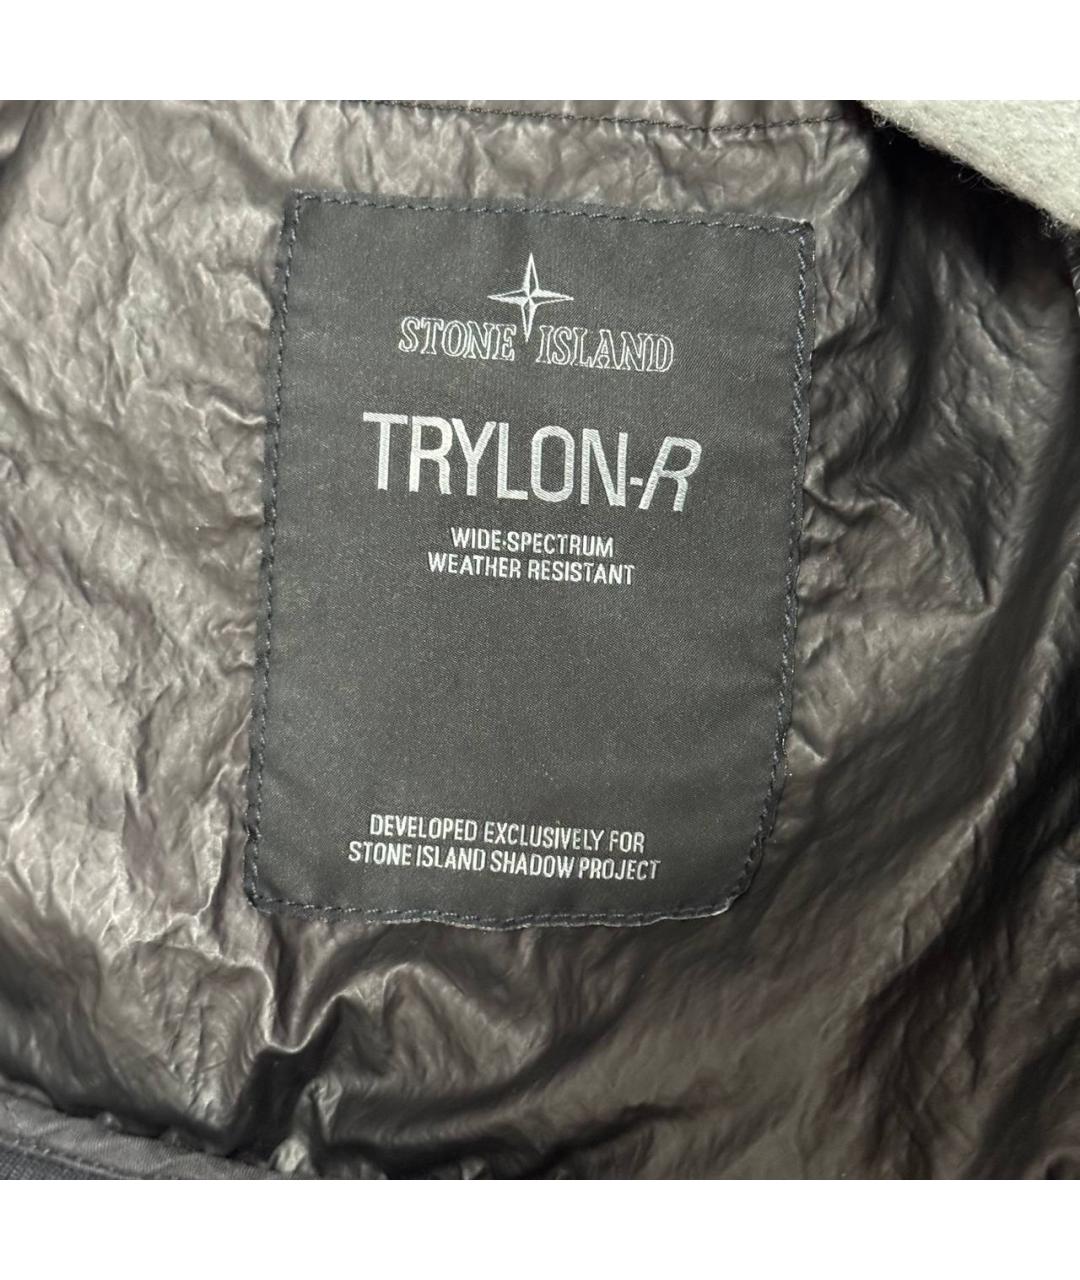 STONE ISLAND
TRYLON-R
WIDE-SPECTRUM
WEATHER RESISTANT
DEVELOPED EXCLUSIVELY FOR
STONE ISLAND SHADOW PROJECT